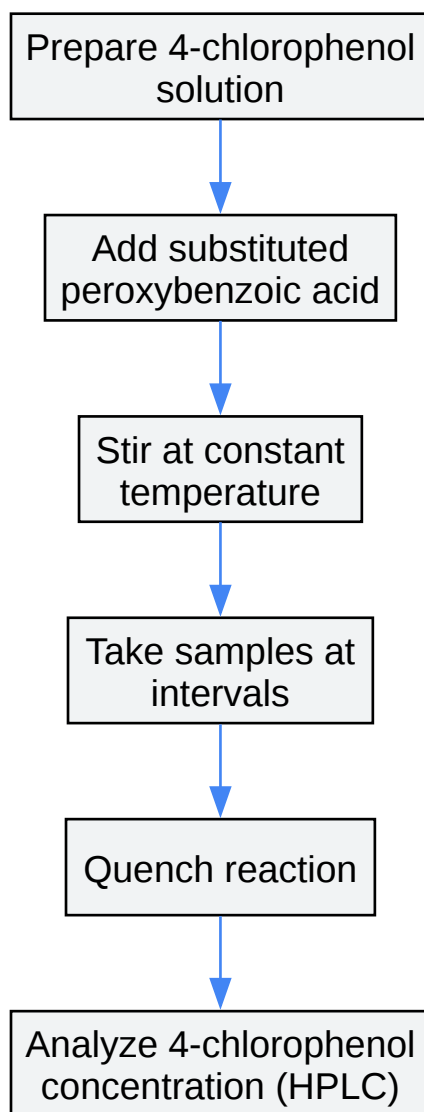 Prepare 4-chlorophenol
solution
Add substituted
peroxybenzoic acid
Stir at constant
temperature
Take samples at
intervals
Quench reaction
Analyze 4-chlorophenol
concentration (HPLC)